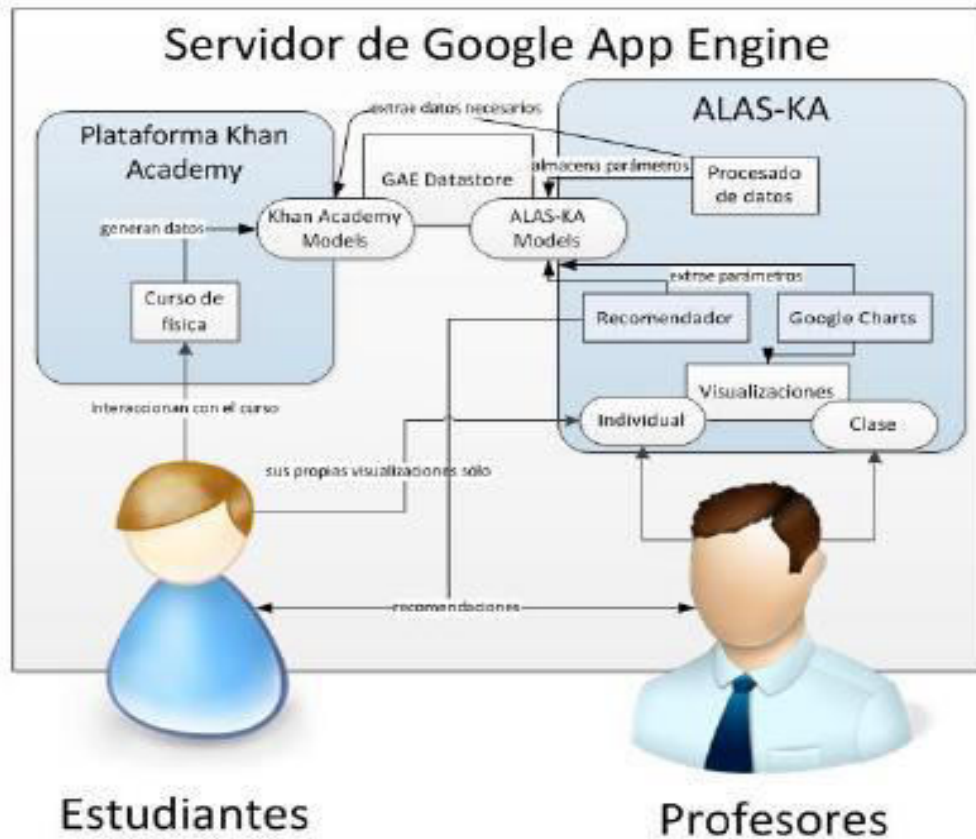 Servidor de Google App Engine
extrae datos necesarios
ALAS-KA
Plataforma Khan
Academy
GAE Datastore
almacena parámetros
Procesado
de datos
generan datos
Khan Academy
Models
ALAS-KA
Models
extrae parámetros
Curso de
física
Recomendador
Google Charts
Visualizaciones
Interaccionan con el curso
Individual
Clase
sus propias visualizaciones sólo
recomendaciones
Estudiantes
Profesores